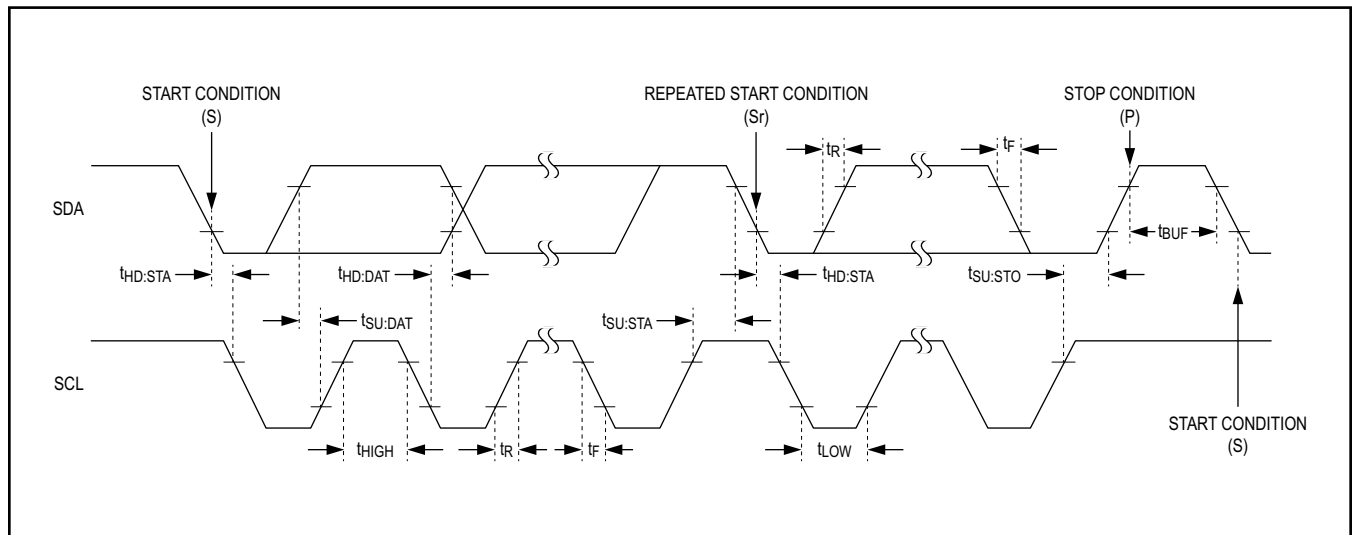 START CONDITION
(S)
REPEATED START CONDITION
(Sr)
STOP CONDITION
(P)
tR
tF
SDA
tBUF
tHD:STA
tHD:DAT
tHD:STA
tSU:STO
tSU:DAT
tSU:STA
SCL
tHIGH
tR
tF
tLOW
START CONDITION
(S)